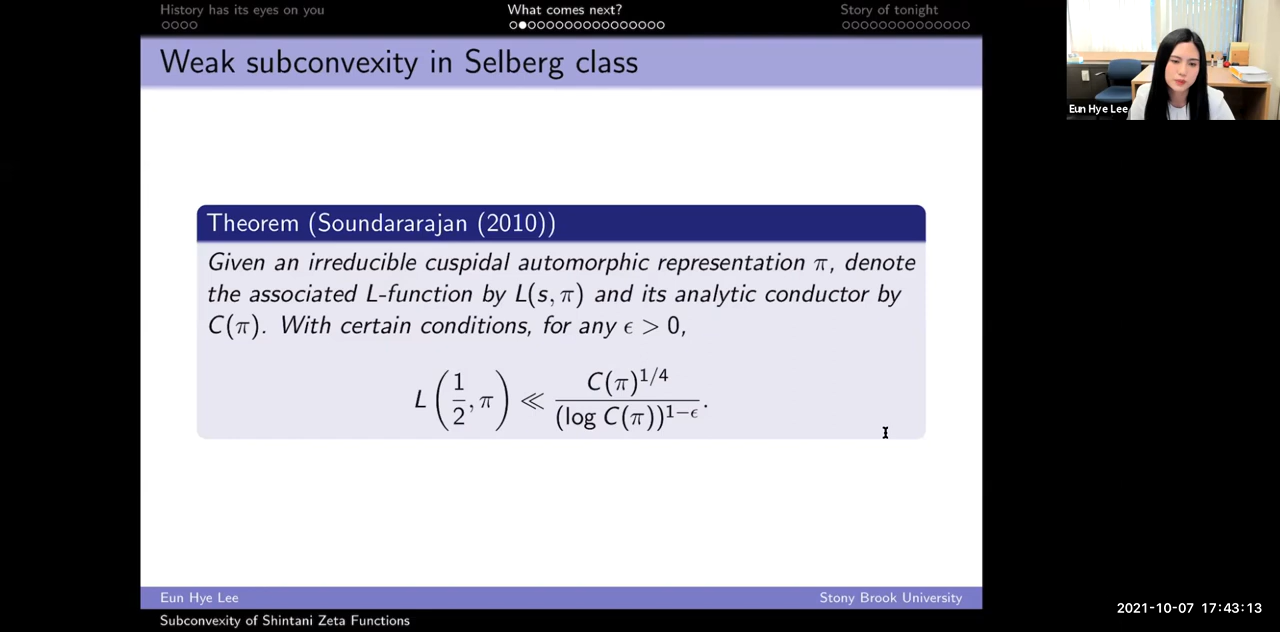 History has its eyes on you
What comes next?
Story of tonight
Weak subconvexity in Selberg class
Eun Hye Lee
Theorem (Soundararajan (2010))
Given an irreducible cuspidal automorphic representation π, denote
the associated L-function by L(s, π) and its analytic conductor by
C(π). With certain conditions, for any ϵ > 0,
L(1/2, π) ≪ C(π)^{1/4} / (log C(π))^{1−ϵ}.
Eun Hye Lee
Stony Brook University
Subconvexity of Shintani Zeta Functions
2021-10-07 17:43:13